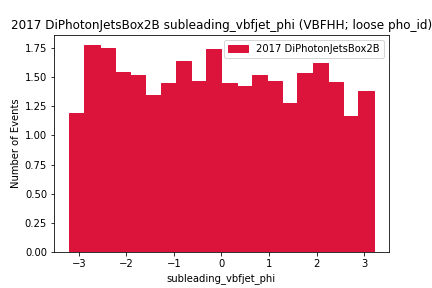 2017 DiPhotonJetsBox2B subleading_vbfjet_phi (VBFHH; loose pho_id)
2017 DiPhotonJetsBox2B
Number of Events
1.75
1.50
1.25
1.00
0.75
0.50
0.25
0.00
−3 −2 −1 0 1 2 3
subleading_vbfjet_phi